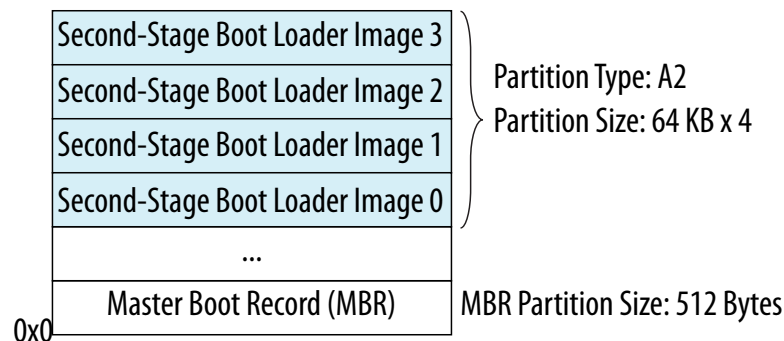 Second-Stage Boot Loader Image 3
Second-Stage Boot Loader Image 2
Second-Stage Boot Loader Image 1
Second-Stage Boot Loader Image 0
...
Master Boot Record (MBR)
0x0
Partition Type: A2
Partition Size: 64 KB x 4
MBR Partition Size: 512 Bytes